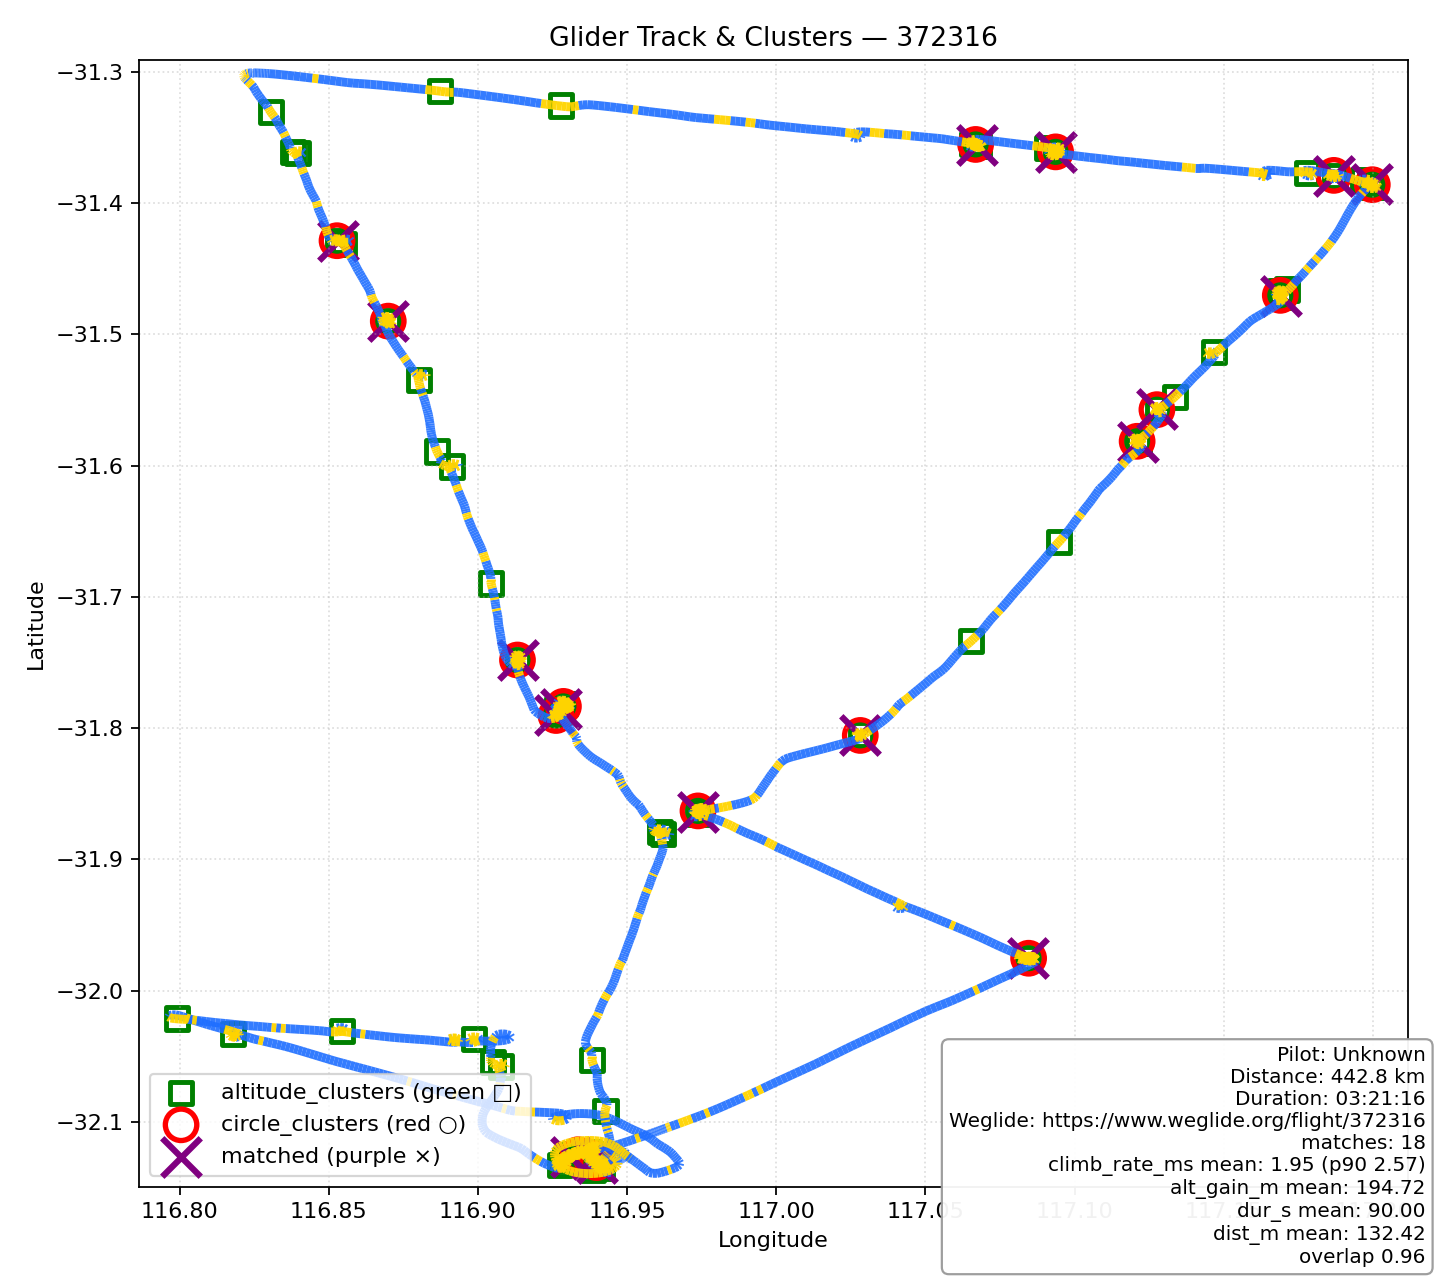 Glider Track & Clusters — 372316
−31.3
−31.4
−31.5
−31.6
−31.7
−31.8
−31.9
−32.0
−32.1
Latitude
altitude_clusters (green □)
circle_clusters (red ○)
matched (purple ×)
Pilot: Unknown
Distance: 442.8 km
Duration: 03:21:16
Weglide: https://www.weglide.org/flight/372316
matches: 18
climb_rate_ms mean: 1.95 (p90 2.57)
alt_gain_m mean: 194.72
dur_s mean: 90.00
dist_m mean: 132.42
overlap 0.96
116.80 116.85 116.90 116.95 117.00 117.05 117.10
Longitude